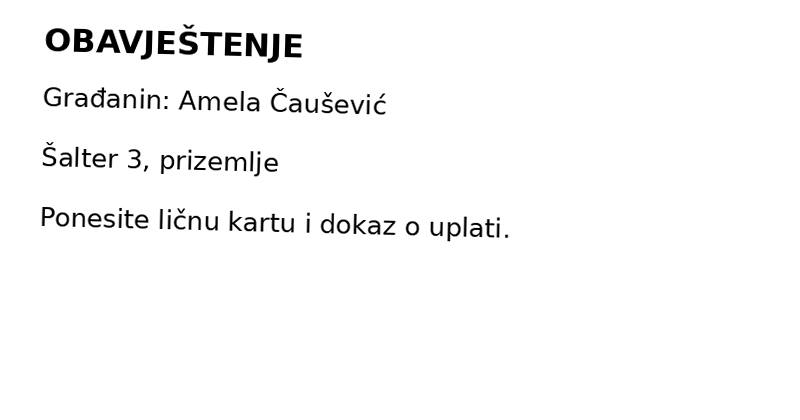 OBAVJEŠTENJE
Građanin: Amela Čaušević
Šalter 3, prizemlje
Ponesite ličnu kartu i dokaz o uplati.